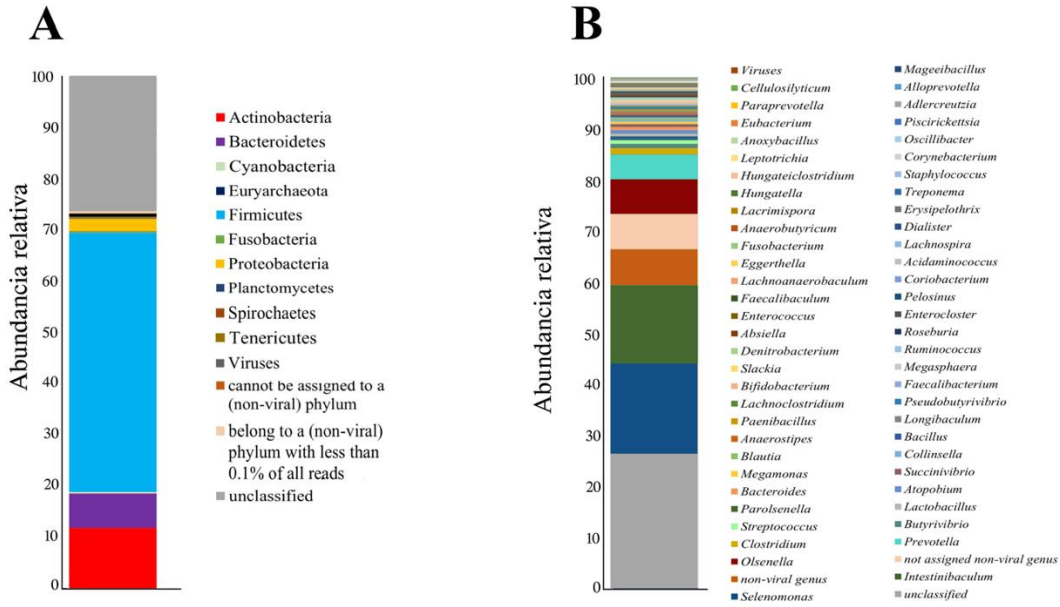 A
Abundancia relativa
100
90
80
70
60
50
40
30
20
10
0
Actinobacteria
Bacteroidetes
Cyanobacteria
Euryarchaeota
Firmicutes
Fusobacteria
Proteobacteria
Planctomycetes
Spirochaetes
Tenericutes
Viruses
cannot be assigned to a
(non-viral) phylum
belong to a (non-viral)
phylum with less than
0.1% of all reads
unclassified
B
Abundancia relativa
100
90
80
70
60
50
40
30
20
10
0
Viruses
Cellulosilyticum
Paraprevotella
Eubacterium
Anoxybacillus
Leptotrichia
Hungateiclostridium
Hungatella
Lacrimispora
Anaerobutyricum
Fusobacterium
Eggerthella
Lachnoanaerobaculum
Faecalibaculum
Enterococcus
Absiella
Denitrobacterium
Slackia
Bifidobacterium
Lachnoclostridium
Paenibacillus
Anaerostipes
Blautia
Megamonas
Bacteroides
Parolsenella
Streptococcus
Clostridium
Olsenella
non-viral genus
Selenomonas
Mageeibacillus
Alloprevotella
Adlercreutzia
Piscirickettsia
Oscillibacter
Corynebacterium
Staphylococcus
Treponema
Erysipelothrix
Dialister
Lachnospira
Acidaminococcus
Coriobacterium
Pelosinus
Enterocloster
Roseburia
Ruminococcus
Megasphaera
Faecalibacterium
Pseudobutyrivibrio
Longibaculum
Bacillus
Collinsella
Succinivibrio
Atopobium
Lactobacillus
Butyrivibrio
Prevotella
not assigned non-viral genus
Intestinibaculum
unclassified